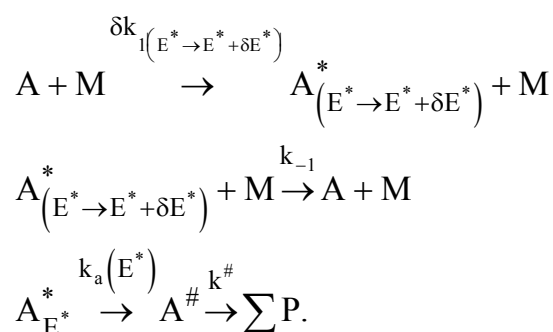 δk₁(E* → E* + δE*)
A + M → A*(E* → E* + δE*) + M
k₋₁
A*(E* → E* + δE*) + M → A + M
kₐ(E*) k#
A*E* → A# → ∑ P.